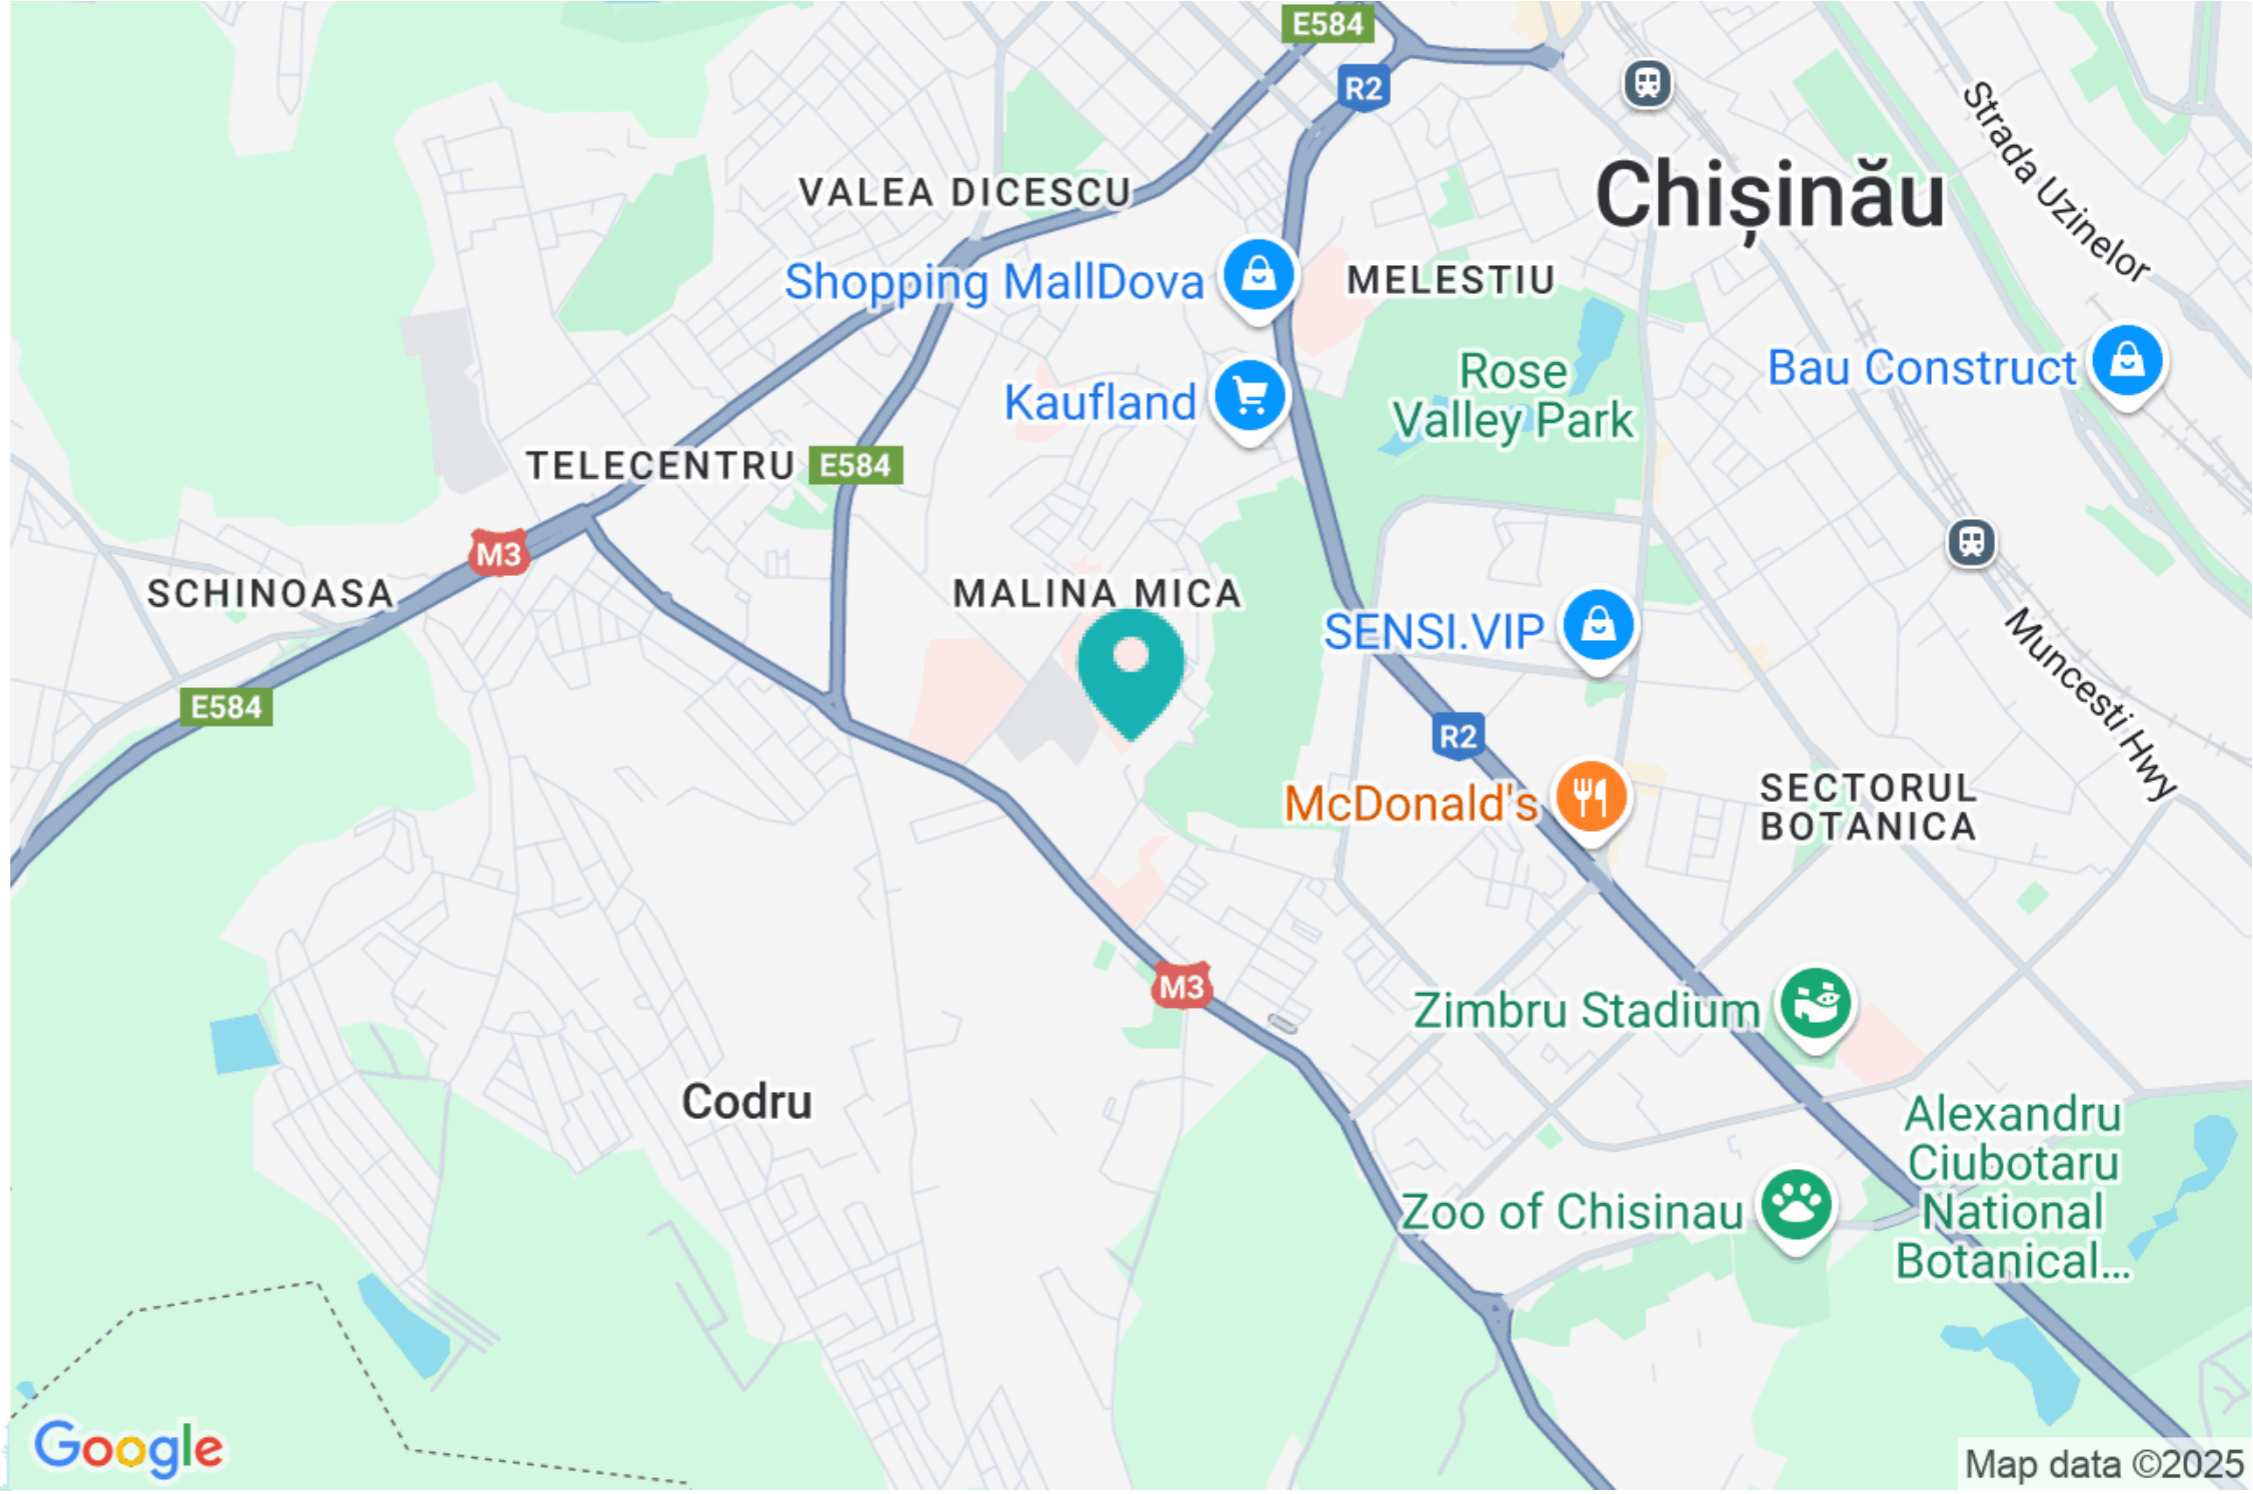 E584
R2
Strada Uzinelor
VALEA DICESCU
Chișinău
Shopping MallDova
MELESTIU
Rose
Valley Park
Bau Construct
Kaufland
TELECENTRU
E584
M3
SCHINOASA
MALINA MICA
SENSI.VIP
Muncesti Hwy
E584
R2
McDonald's
SECTORUL
BOTANICA
M3
Zimbru Stadium
Codru
Alexandru
Ciubotaru
National
Botanical...
Zoo of Chisinau
Google
Map data ©2025